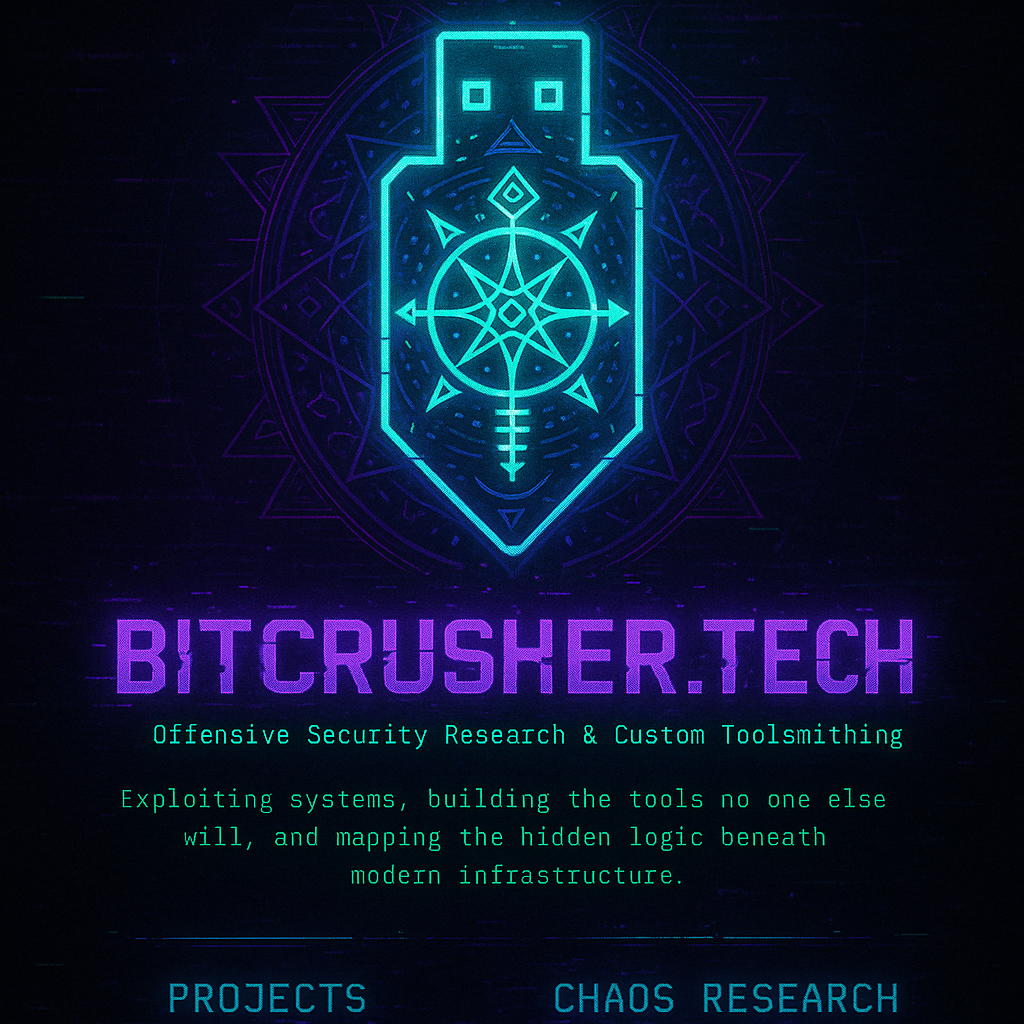 BITCRUSHER.TECH
Offensive Security Research & Custom Toolsmithing
Exploiting systems, building the tools no one else
will, and mapping the hidden logic beneath
modern infrastructure.
PROJECTS
CHAOS RESEARCH